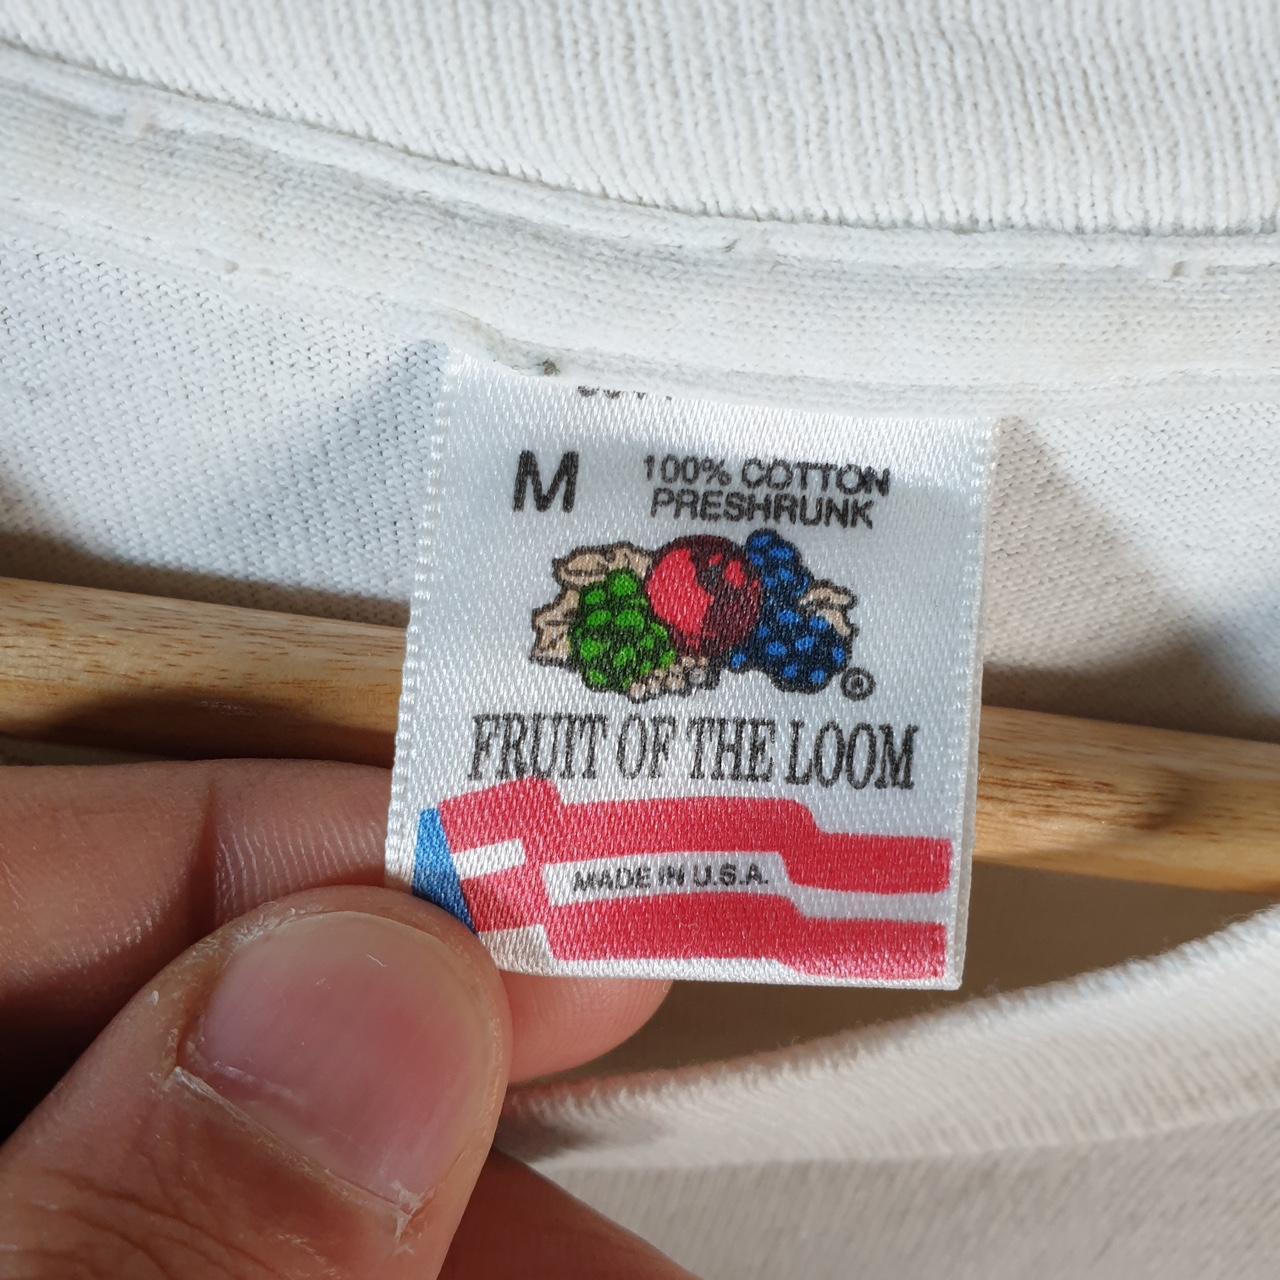 M
100% COTTON
PRESHRUNK
®
FRUIT OF THE LOOM
MADE IN U.S.A.